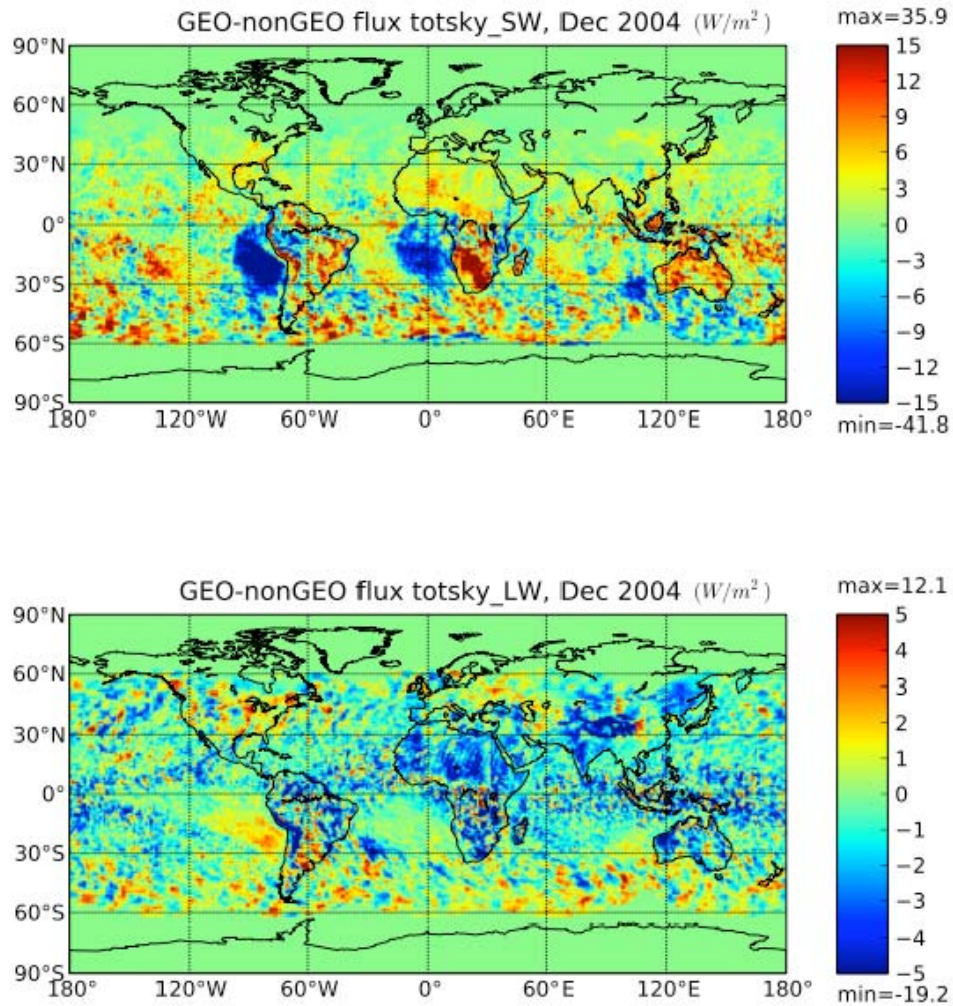 GEO-nonGEO flux totsky_SW, Dec 2004 (W/m²)
max=35.9
90°N
60°N
30°N
0°
30°S
60°S
90°S
180° 120°W 60°W 0° 60°E 120°E 180°
15
12
9
6
3
0
−3
−6
−9
−12
−15
min=-41.8
GEO-nonGEO flux totsky_LW, Dec 2004 (W/m²)
max=12.1
90°N
60°N
30°N
0°
30°S
60°S
90°S
180° 120°W 60°W 0° 60°E 120°E 180°
5
4
3
2
1
0
−1
−2
−3
−4
−5
min=-19.2